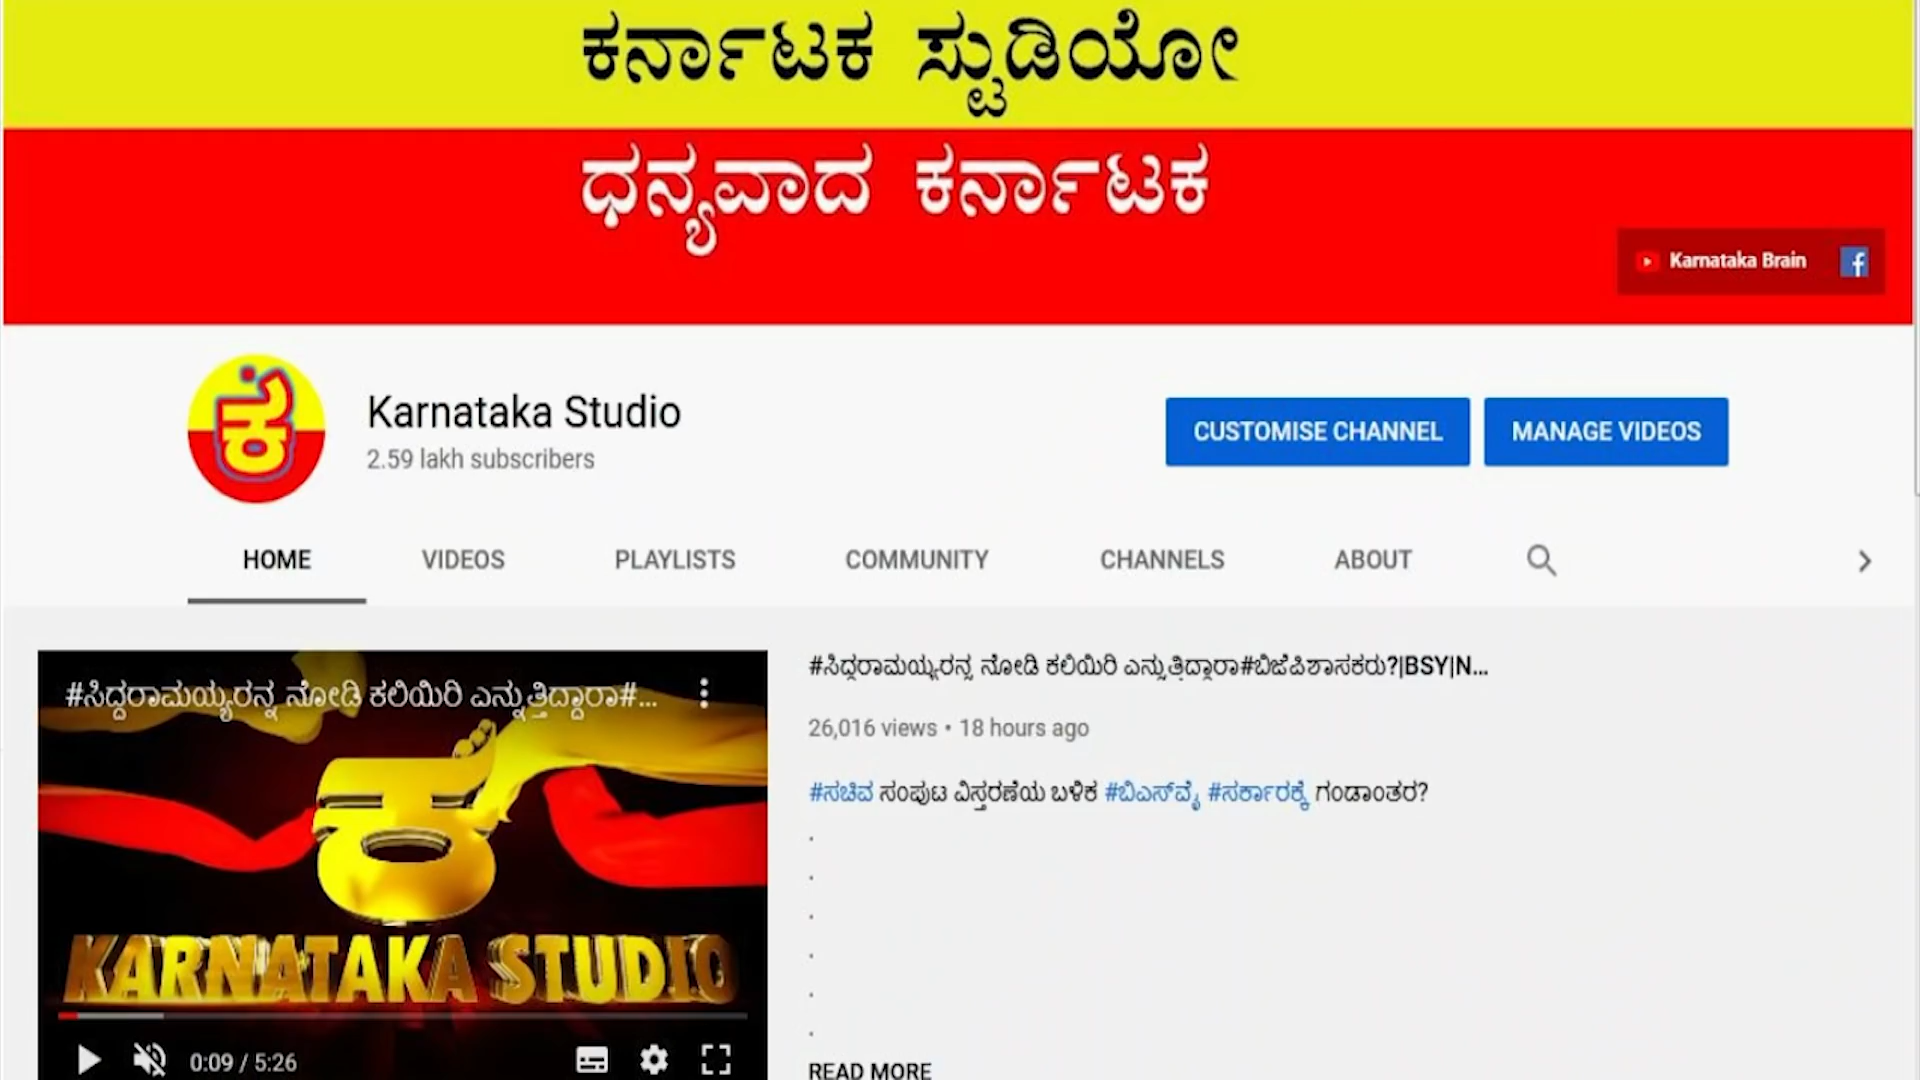 ಕರ್ನಾಟಕ ಸ್ಟುಡಿಯೋ
ಧನ್ಯವಾದ ಕರ್ನಾಟಕ
Karnataka Brain
ಕ
Karnataka Studio
2.59 lakh subscribers
CUSTOMISE CHANNEL
MANAGE VIDEOS
HOME VIDEOS PLAYLISTS COMMUNITY CHANNELS ABOUT
#ಸಿದ್ದರಾಮಯ್ಯರನ್ನ ನೋಡಿ ಕಲಿಯಿರಿ ಎನ್ನುತ್ತಿದ್ದಾರಾ#...
ಕ
KARNATAKA STUDIO
0:09 / 5:26
#ಸಿದ್ದರಾಮಯ್ಯರನ್ನ ನೋಡಿ ಕಲಿಯಿರಿ ಎನ್ನುತ್ತಿದ್ದಾರಾ#ಬಿಜೆಪಿಶಾಸಕರು?|BSY|N...
26,016 views • 18 hours ago
#ಸಚಿವ ಸಂಪುಟ ವಿಸ್ತರಣೆಯ ಬಳಿಕ #ಬಿಎಸ್‌ವೈ #ಸರ್ಕಾರಕ್ಕೆ ಗಂಡಾಂತರ?
.
.
.
.
.
.
READ MORE